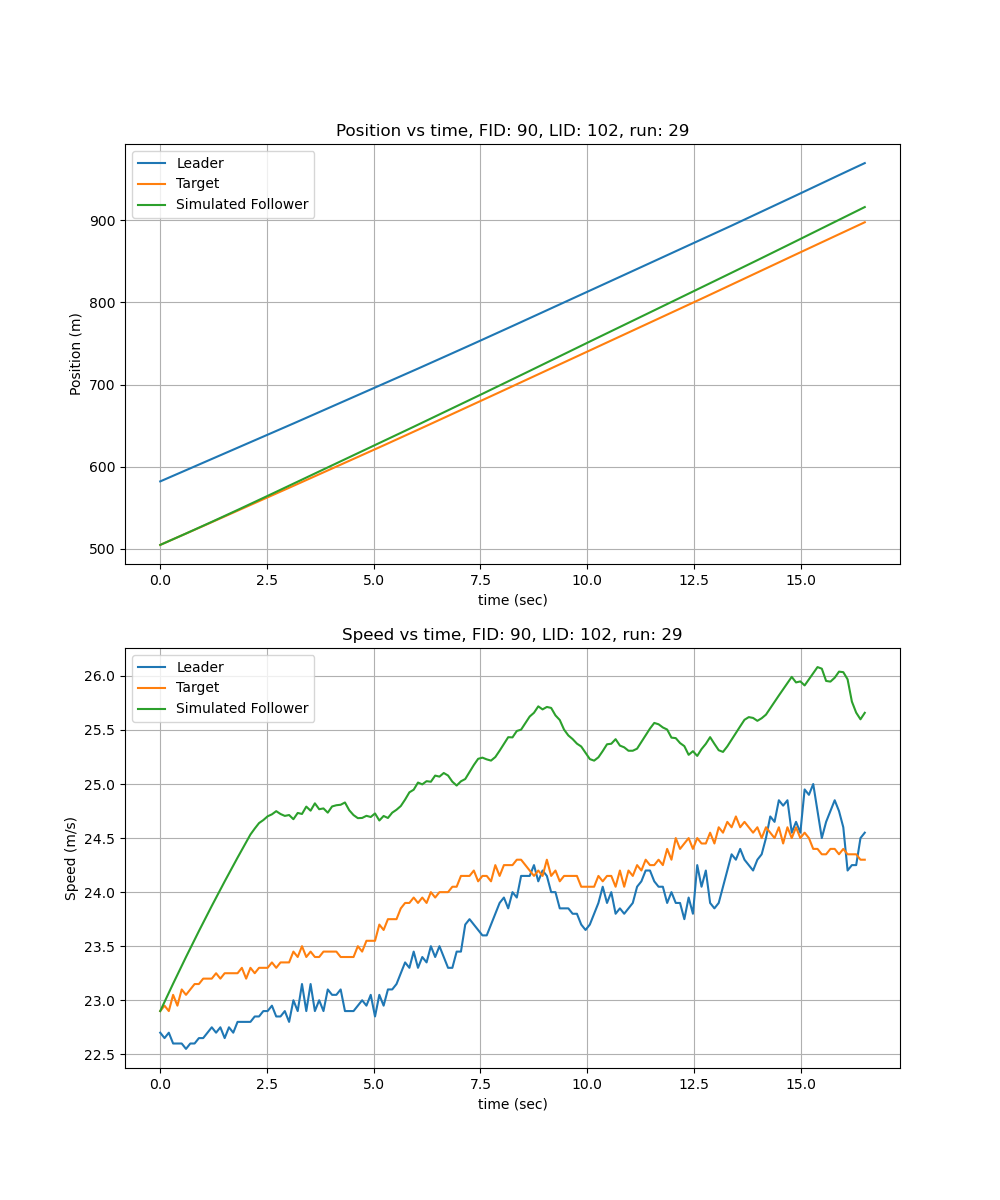 Position vs time, FID: 90, LID: 102, run: 29
Leader
Target
Simulated Follower
Position (m)
900
800
700
600
500
0.0 2.5 5.0 7.5 10.0 12.5 15.0
time (sec)
Speed vs time, FID: 90, LID: 102, run: 29
Leader
Target
Simulated Follower
Speed (m/s)
26.0
25.5
25.0
24.5
24.0
23.5
23.0
22.5
0.0 2.5 5.0 7.5 10.0 12.5 15.0
time (sec)